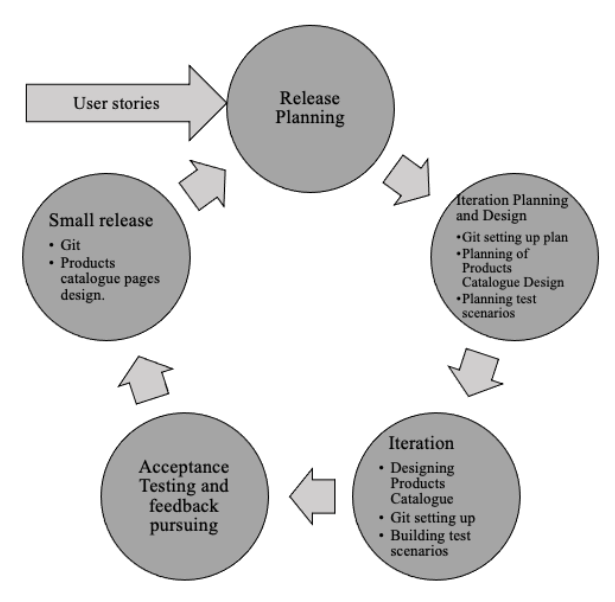 User stories
Release
Planning
Iteration Planning
and Design
•Git setting up plan
•Planning of
Products
Catalogue Design
•Planning test
scenarios
Iteration
• Designing
Products
Catalogue
• Git setting up
• Building test
scenarios
Acceptance
Testing and
feedback
pursuing
Small release
• Git
• Products
catalogue pages
design.